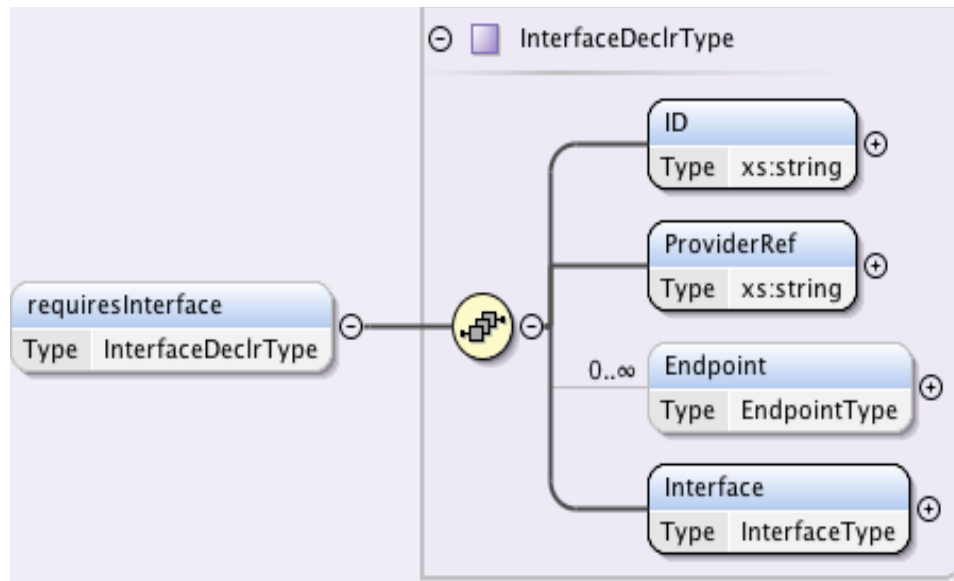 InterfaceDeclrType
ID
Type xs:string
ProviderRef
Type xs:string
requiresInterface
Type InterfaceDeclrType
0..∞
Endpoint
Type EndpointType
Interface
Type InterfaceType